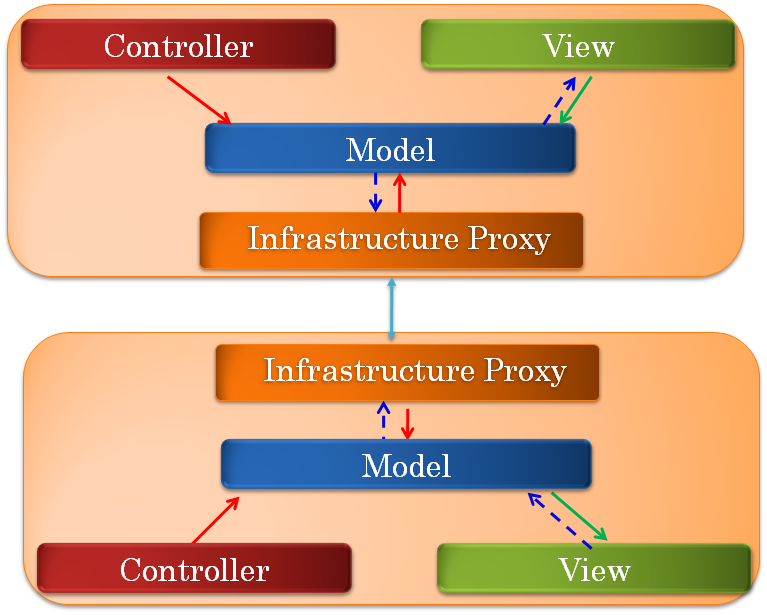 Controller
View
Model
Infrastructure Proxy
Infrastructure Proxy
Model
Controller
View